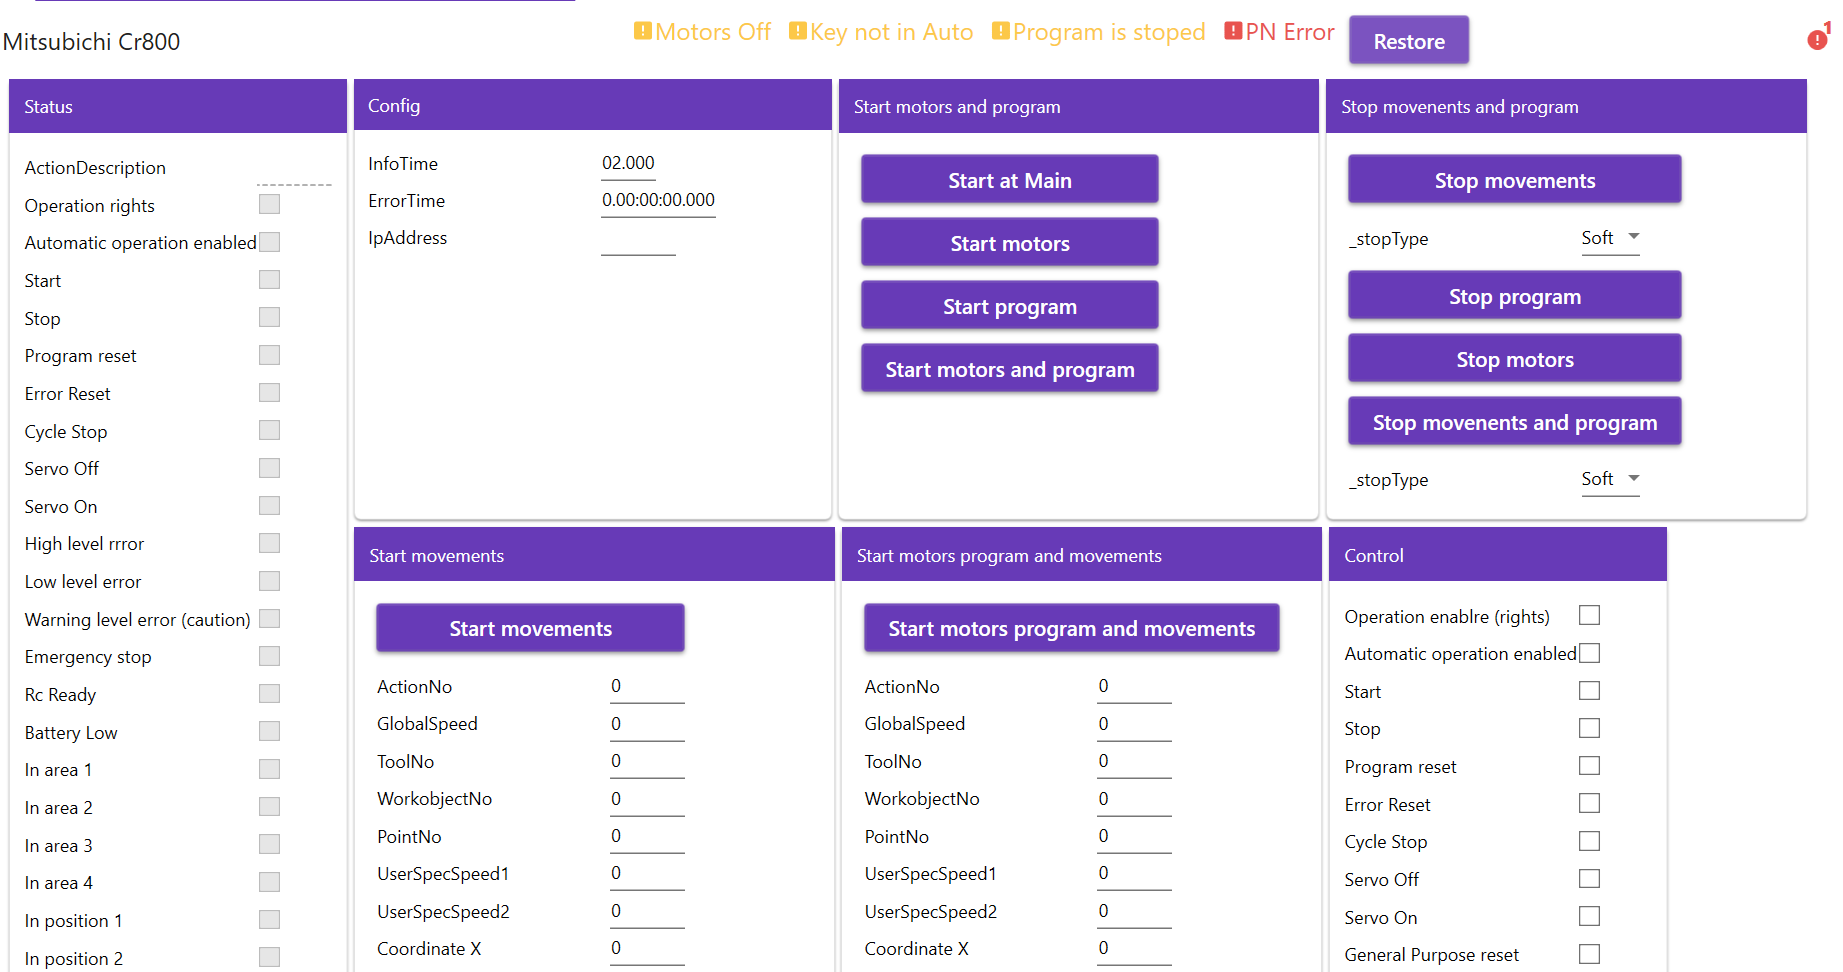 Mitsubichi Cr800
Motors Off
Key not in Auto
Program is stoped
PN Error
Restore
1
Status
ActionDescription
Operation rights
Automatic operation enabled
Start
Stop
Program reset
Error Reset
Cycle Stop
Servo Off
Servo On
High level rrror
Low level error
Warning level error (caution)
Emergency stop
Rc Ready
Battery Low
In area 1
In area 2
In area 3
In area 4
In position 1
In position 2
Config
InfoTime 02.000
ErrorTime 0.00:00:00.000
IpAddress
Start motors and program
Start at Main
Start motors
Start program
Start motors and program
Stop movenents and program
Stop movements
_stopType Soft
Stop program
Stop motors
Stop movenents and program
_stopType Soft
Start movements
Start movements
ActionNo 0
GlobalSpeed 0
ToolNo 0
WorkobjectNo 0
PointNo 0
UserSpecSpeed1 0
UserSpecSpeed2 0
Coordinate X 0
Start motors program and movements
Start motors program and movements
ActionNo 0
GlobalSpeed 0
ToolNo 0
WorkobjectNo 0
PointNo 0
UserSpecSpeed1 0
UserSpecSpeed2 0
Coordinate X 0
Control
Operation enablre (rights)
Automatic operation enabled
Start
Stop
Program reset
Error Reset
Cycle Stop
Servo Off
Servo On
General Purpose reset